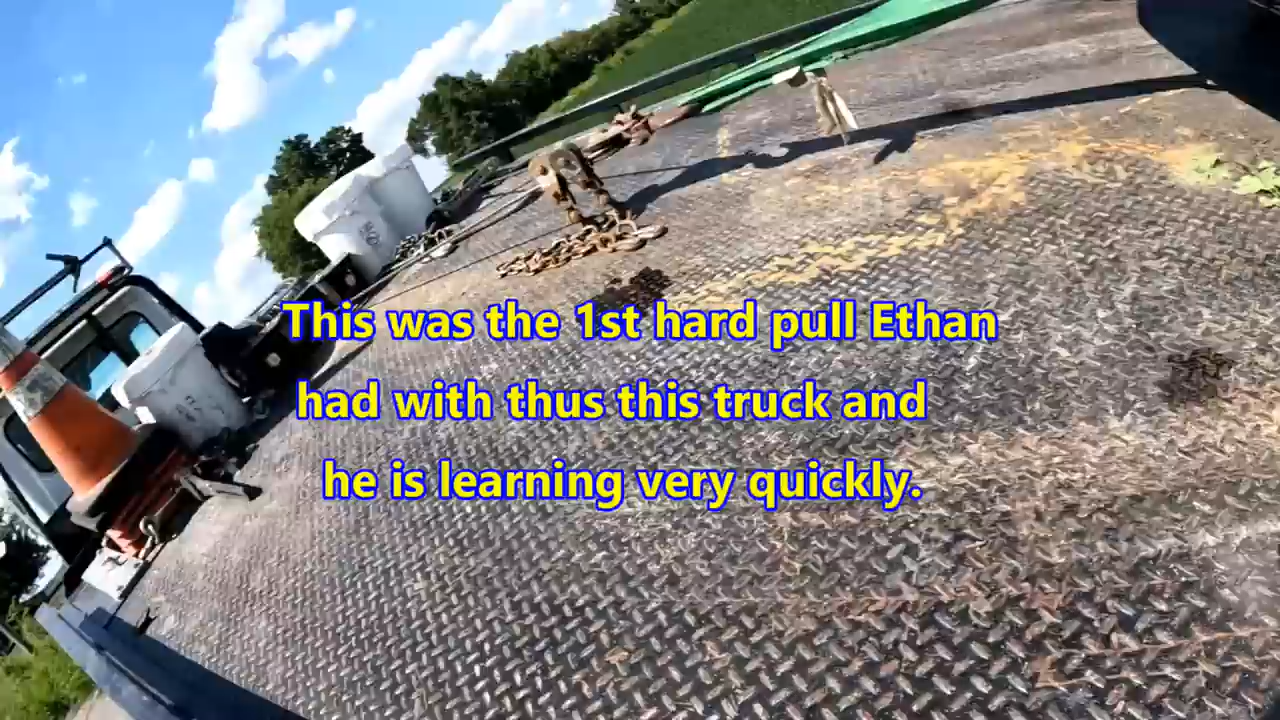 This was the 1st hard pull Ethan
had with thus this truck and
he is learning very quickly.